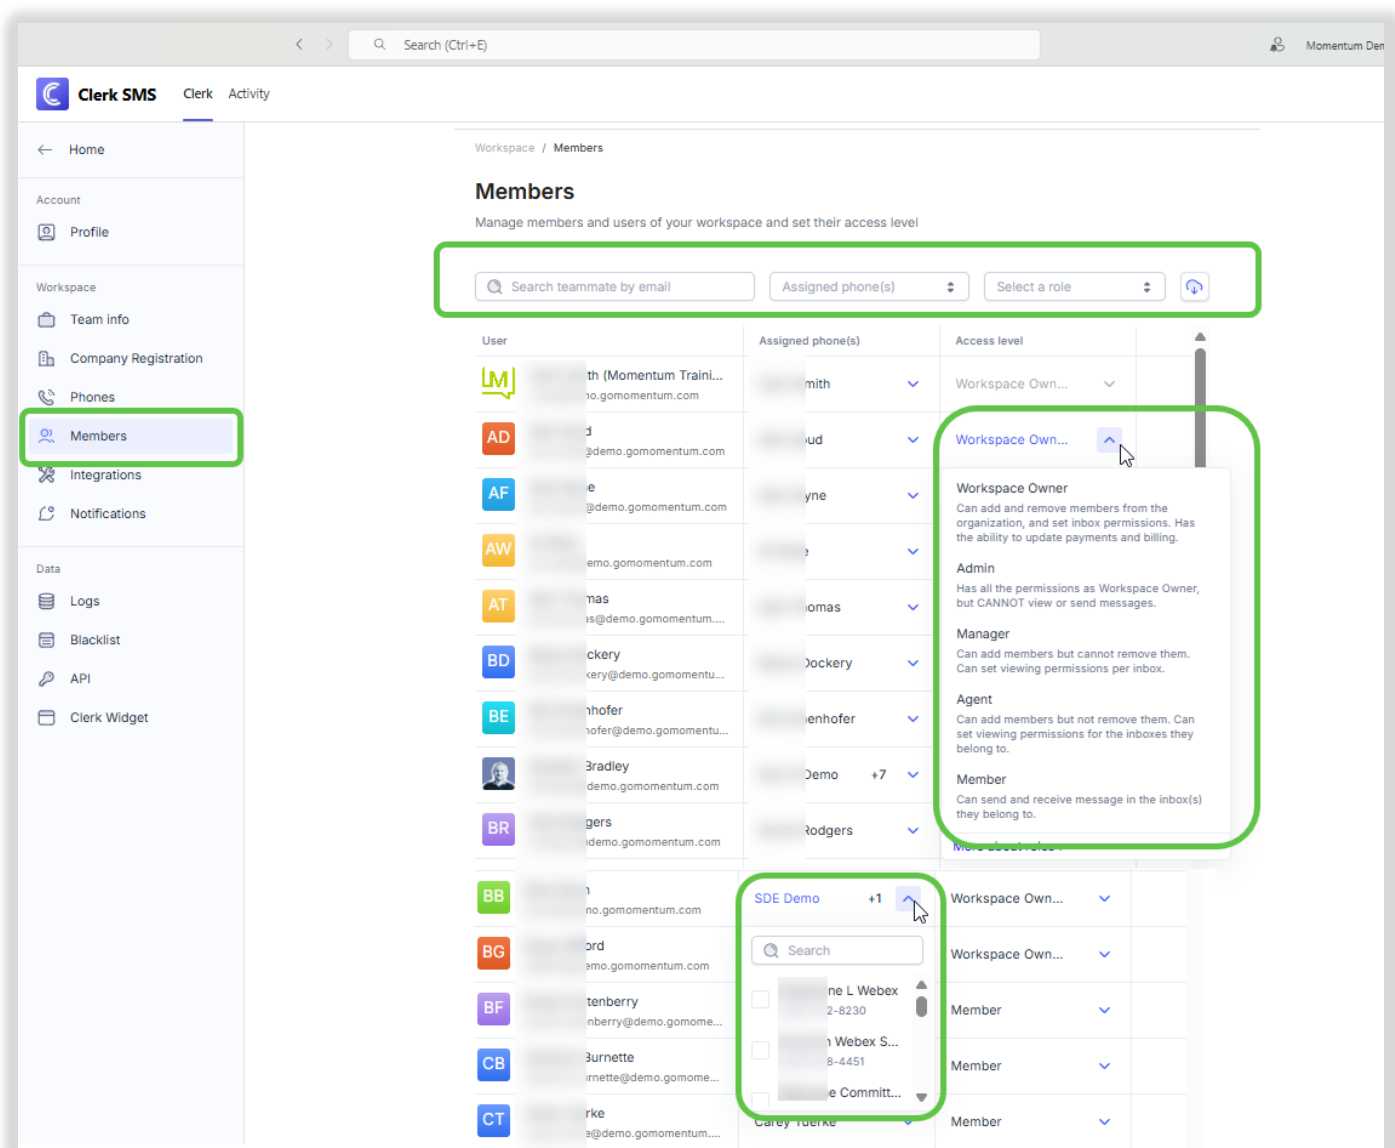 Search (Ctrl+E)
Momentum Den
Clerk SMS
Clerk
Activity
Home
Account
Profile
Workspace
Team info
Company Registration
Phones
Members
Integrations
Notifications
Data
Logs
Blacklist
API
Clerk Widget
Workspace / Members
Members
Manage members and users of your workspace and set their access level
Search teammate by email
Assigned phone(s)
Select a role
User
Assigned phone(s)
Access level
th (Momentum Traini...
no.gomomentum.com
mith
Workspace Own...
AD
d
@demo.gomomentum.com
ud
Workspace Own...
AF
e
@demo.gomomentum.com
yne
AW
emo.gomomentum.com
AT
mas
as@demo.gomomentum....
omas
BD
ckery
kery@demo.gomomentu...
Dockery
BE
nhofer
nofer@demo.gomomentu...
enhofer
Bradley
demo.gomomentum.com
Demo +7
BR
gers
demo.gomomentum.com
Rodgers
Workspace Owner
Can add and remove members from the
organization, and set inbox permissions. Has
the ability to update payments and billing.
Admin
Has all the permissions as Workspace Owner,
but CANNOT view or send messages.
Manager
Can add members but cannot remove them.
Can set viewing permissions per inbox.
Agent
Can add members but not remove them. Can
set viewing permissions for the inboxes they
belong to.
Member
Can send and receive message in the inbox(s)
they belong to.
More about roles
BB
no.gomomentum.com
SDE Demo +1
Workspace Own...
BG
ord
emo.gomomentum.com
Workspace Own...
BF
tenberry
nberry@demo.gomome...
Member
CB
Burnette
rnette@demo.gomome...
Member
CT
rke
e@demo.gomomentum....
Member
Search
ne L Webex
2-8230
n Webex S...
8-4451
e Committ...
Carey Tuerke